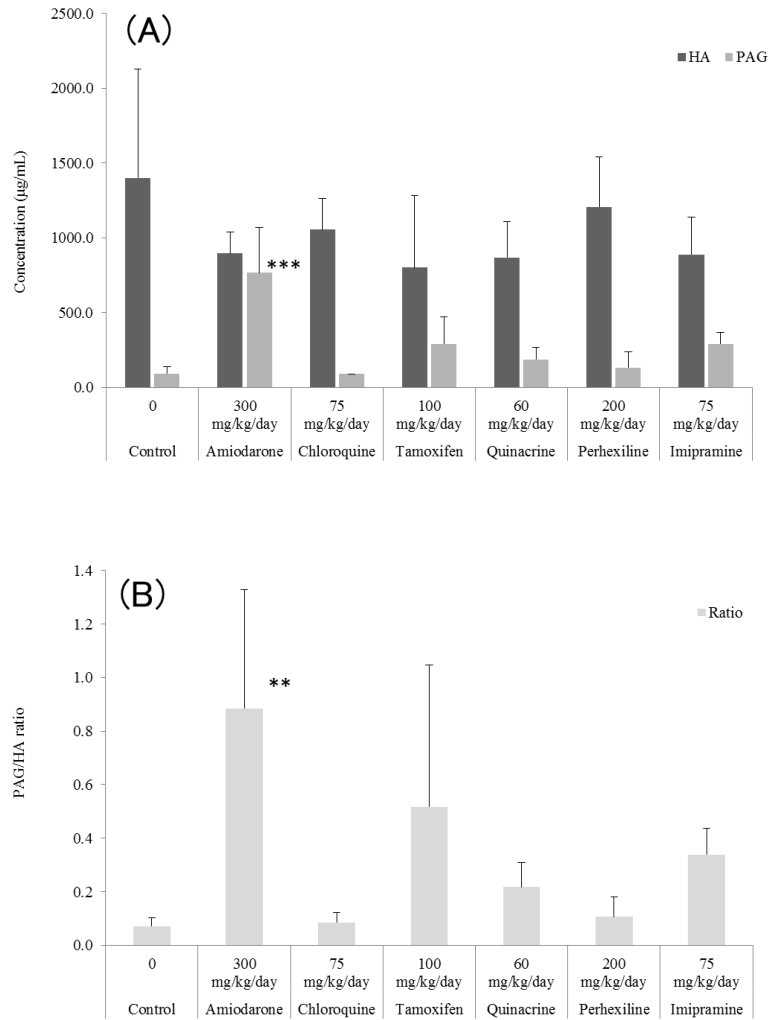 (A)
HA PAG
2500.0
2000.0
1500.0
1000.0
500.0
0.0
Concentration (μg/mL)
***
0 300 75 100 60 200 75
mg/kg/day mg/kg/day mg/kg/day mg/kg/day mg/kg/day mg/kg/day
Control Amiodarone Chloroquine Tamoxifen Quinacrine Perhexiline Imipramine
(B)
Ratio
1.4
1.2
1.0
0.8
0.6
0.4
0.2
0.0
PAG/HA ratio
**
0 300 75 100 60 200 75
mg/kg/day mg/kg/day mg/kg/day mg/kg/day mg/kg/day mg/kg/day
Control Amiodarone Chloroquine Tamoxifen Quinacrine Perhexiline Imipramine